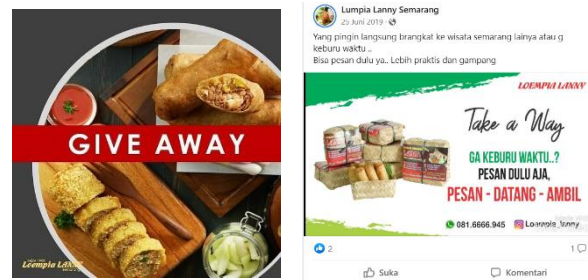 GIVE AWAY
Loempia LANNY
Lumpia Lanny Semarang
25 Juni 2019 ·
Yang pingin langsung brangkat ke wisata semarang lainya atau g
keburu waktu ..
Bisa pesan dulu ya.. Lebih praktis dan gampang
LOEMPIA LANNY
Take a Way
GA KEBURU WAKTU..?
PESAN DULU AJA,
PESAN - DATANG - AMBIL
081.6666.945 Loempia_lanny
2
1
Suka
Komentari